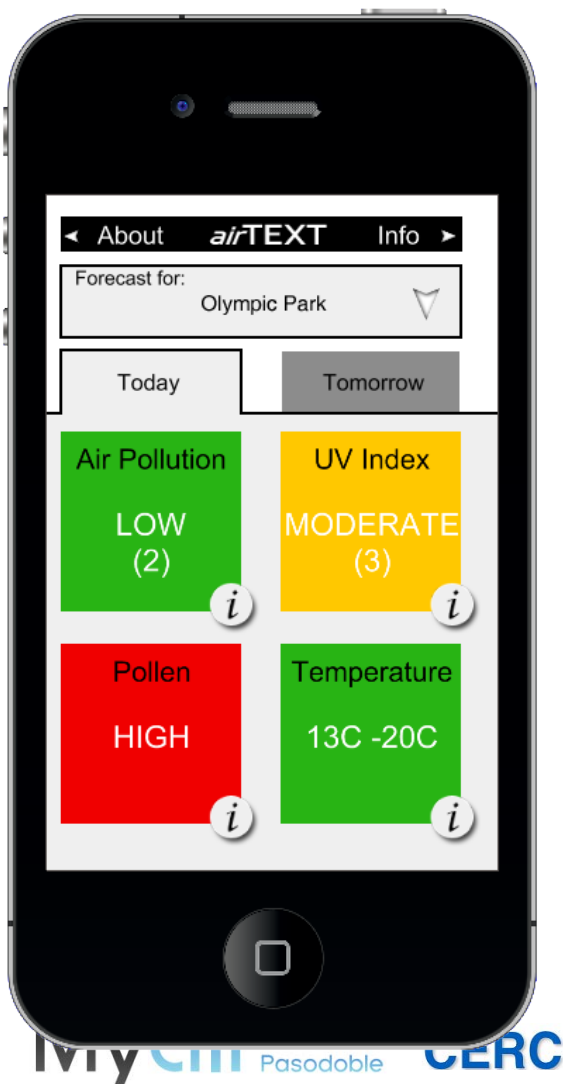 ◄ About airTEXT Info ►
Forecast for:
Olympic Park
Today Tomorrow
Air Pollution UV Index
LOW MODERATE
(2) (3)
i i
Pollen Temperature
HIGH 13C -20C
i i
Pasodoble CERC